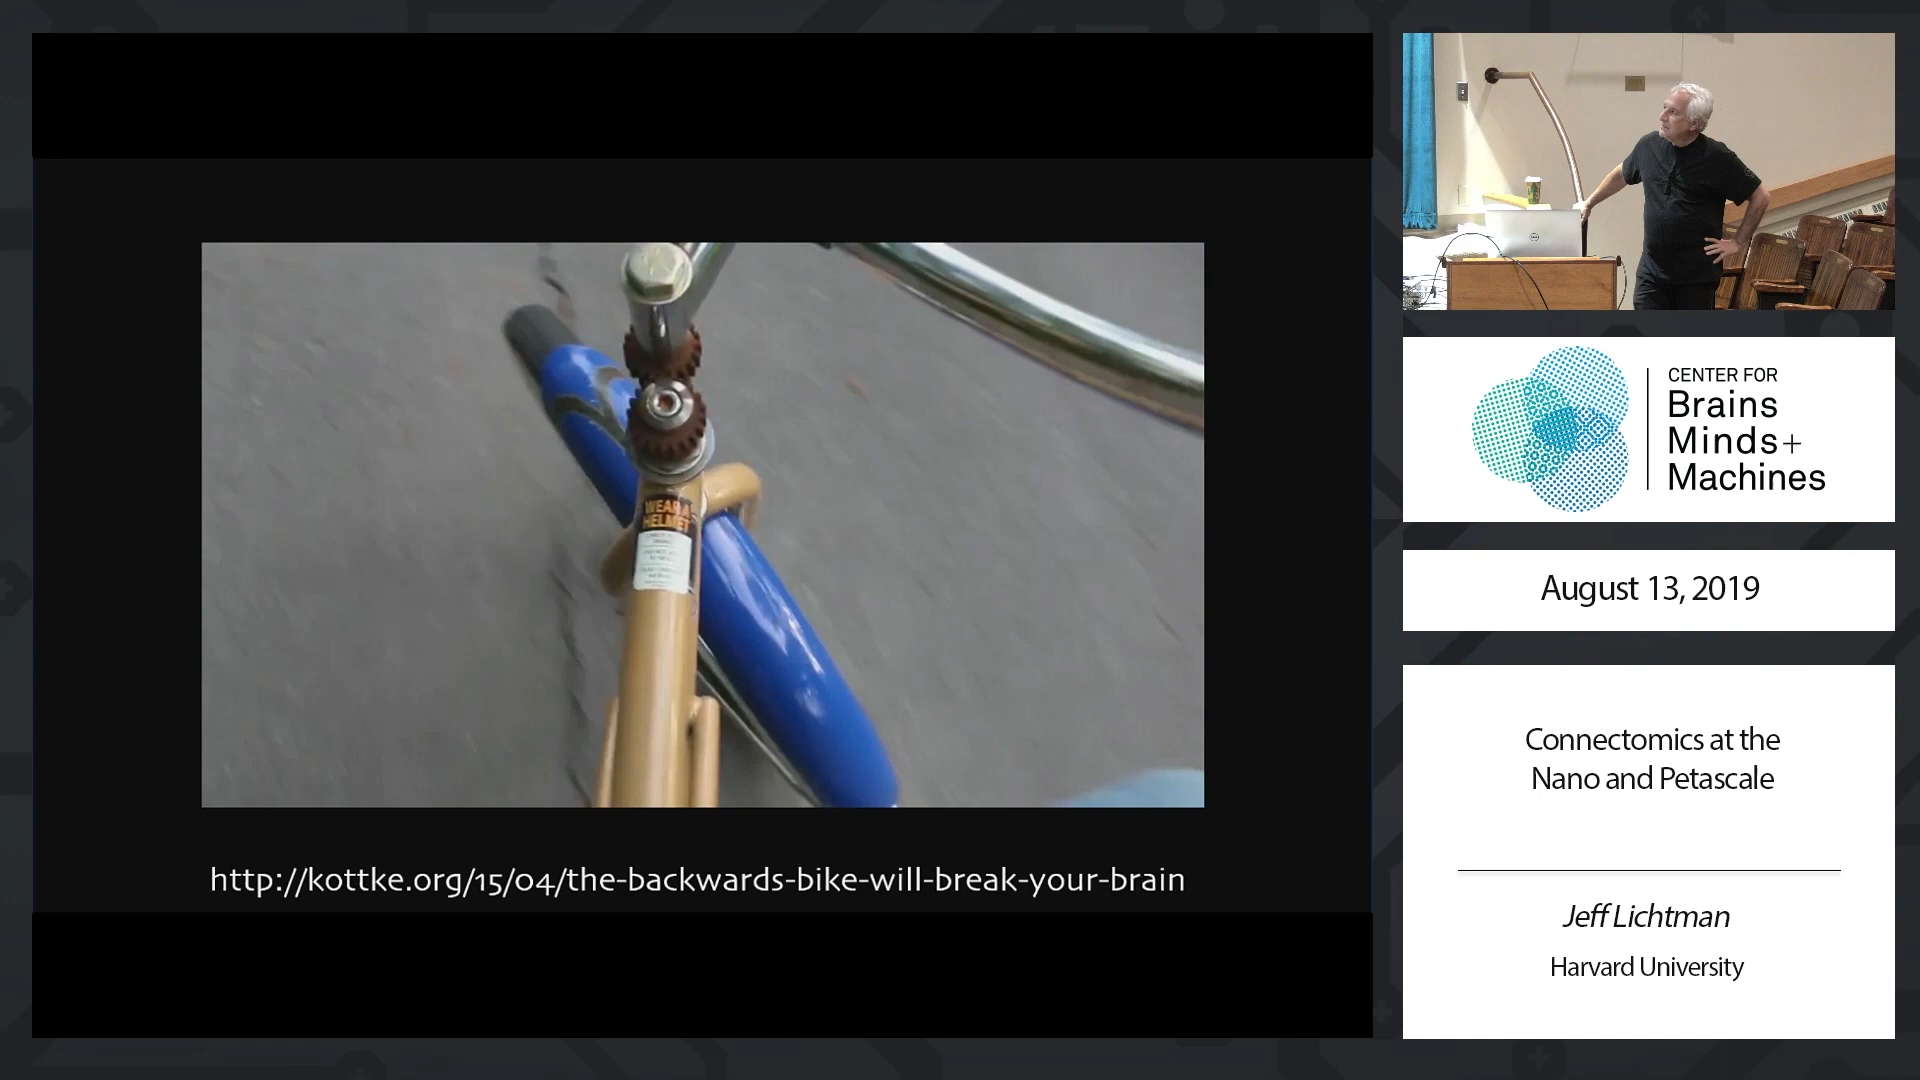 WEAR A
HELMET
http://kottke.org/15/04/the-backwards-bike-will-break-your-brain
CENTER FOR
Brains
Minds+
Machines
August 13, 2019
Connectomics at the
Nano and Petascale
Jeff Lichtman
Harvard University